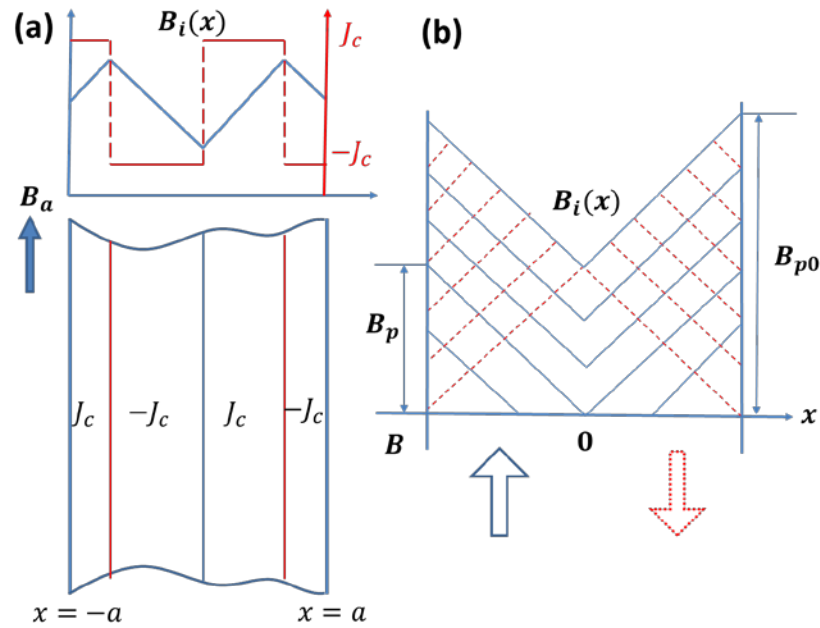 (a)
B_i(x)
J_c
-J_c
B_a
J_c
-J_c
J_c
-J_c
x = -a
x = a
(b)
B_i(x)
B_p0
B_p
B
0
x